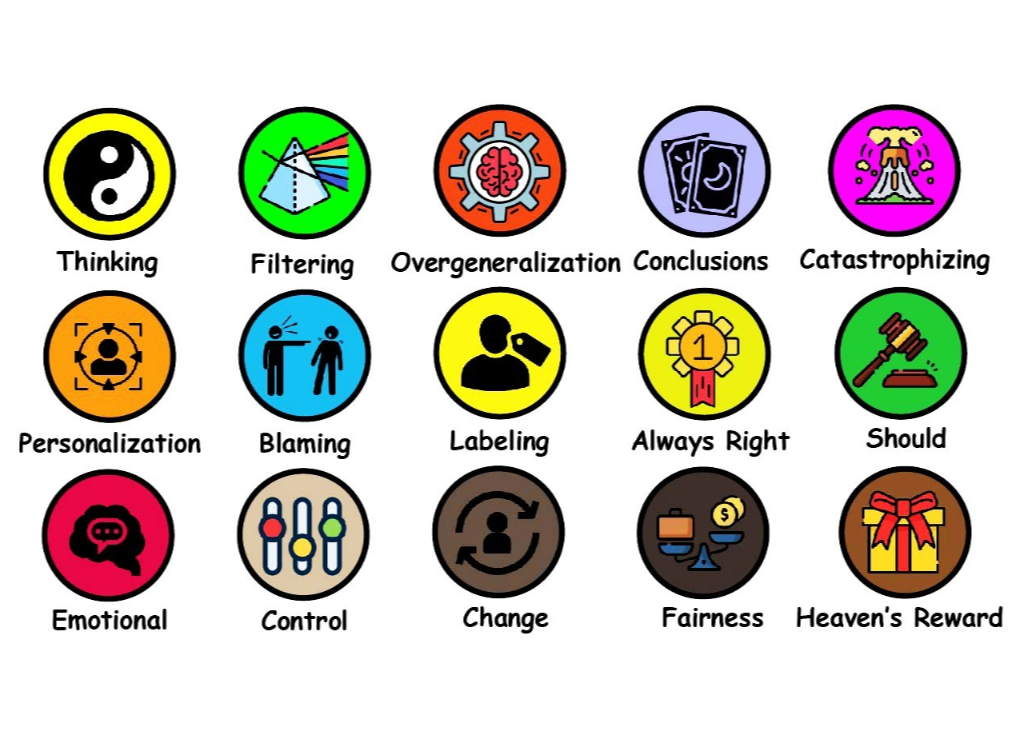 Thinking
Filtering
Overgeneralization
Conclusions
Catastrophizing
Personalization
Blaming
Labeling
1
Always Right
Should
Emotional
Control
Change
$
Fairness
Heaven's Reward